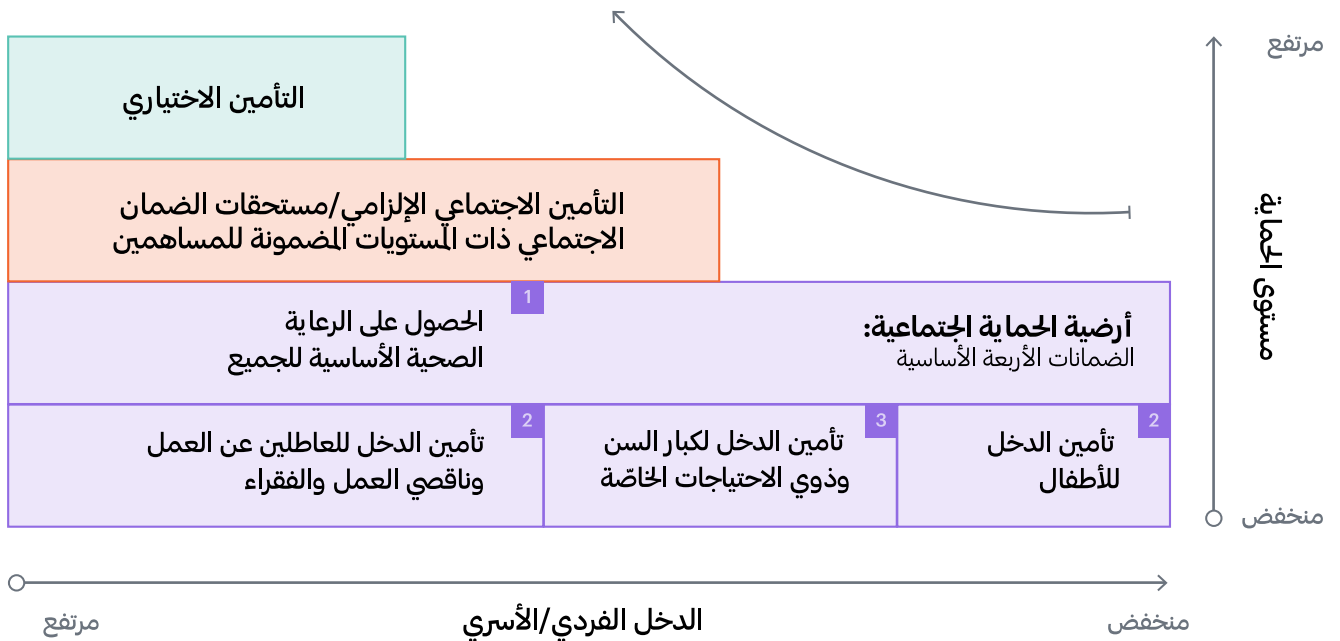 مرتفع
التأمين الاختياري
التأمين الاجتماعي الإلزامي/مستحقات الضمان
الاجتماعي ذات المستويات المضمونة للمساهمين
مستوى الحماية
أرضية الحماية الجتماعية:
الضمانات الأربعة الأساسية
1
الحصول على الرعاية
الصحية الأساسية للجميع
2
تأمين الدخل
للأطفال
3
تأمين الدخل لكبار السن
وذوي الاحتياجات الخاصّة
2
تأمين الدخل للعاطلين عن العمل
وناقصي العمل والفقراء
منخفض
منخفض
الدخل الفردي/الأسري
مرتفع